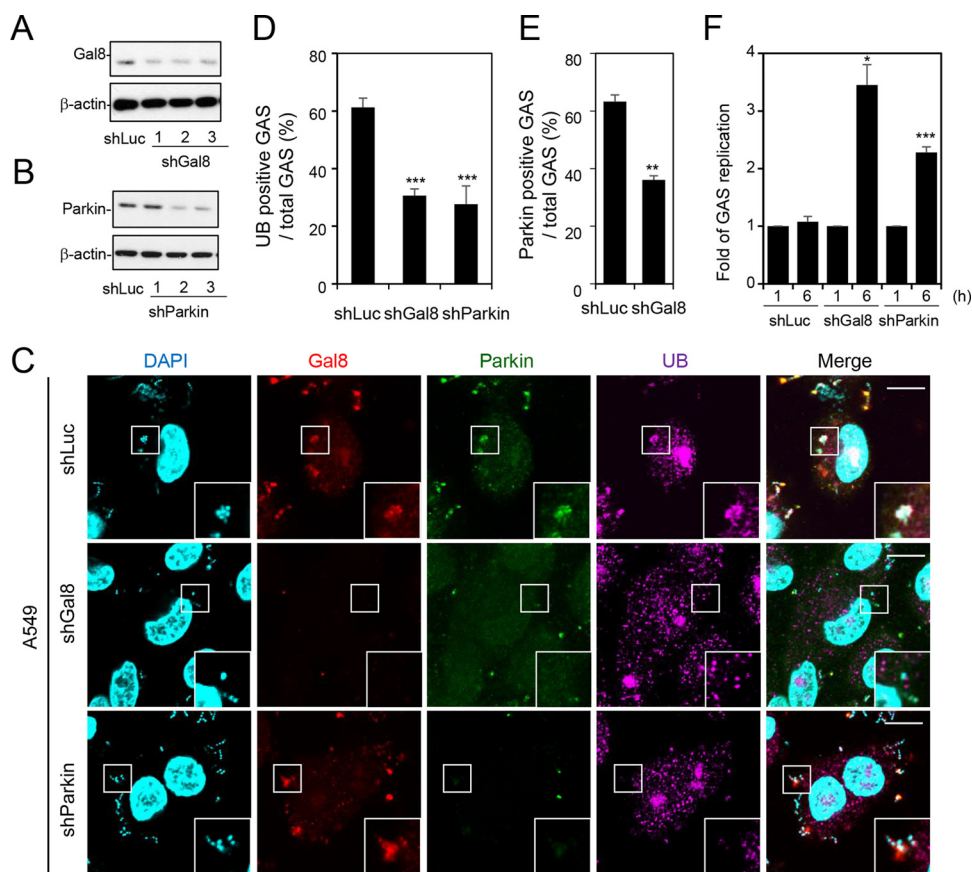 A
Gal8-
β-actin-
shLuc 1 2 3
shGal8
B
Parkin-
β-actin-
shLuc 1 2 3
shParkin
D
UB positive GAS
/ total GAS (%)
80
60
40
20
0
***
***
shLuc shGal8 shParkin
E
Parkin positive GAS
/ total GAS (%)
80
60
40
20
0
**
shLuc shGal8
F
Fold of GAS replication
4
3
2
1
0
*
***
1 6 1 6 1 6 (h)
shLuc shGal8 shParkin
C
DAPI Gal8 Parkin UB Merge
A549
shLuc
shGal8
shParkin